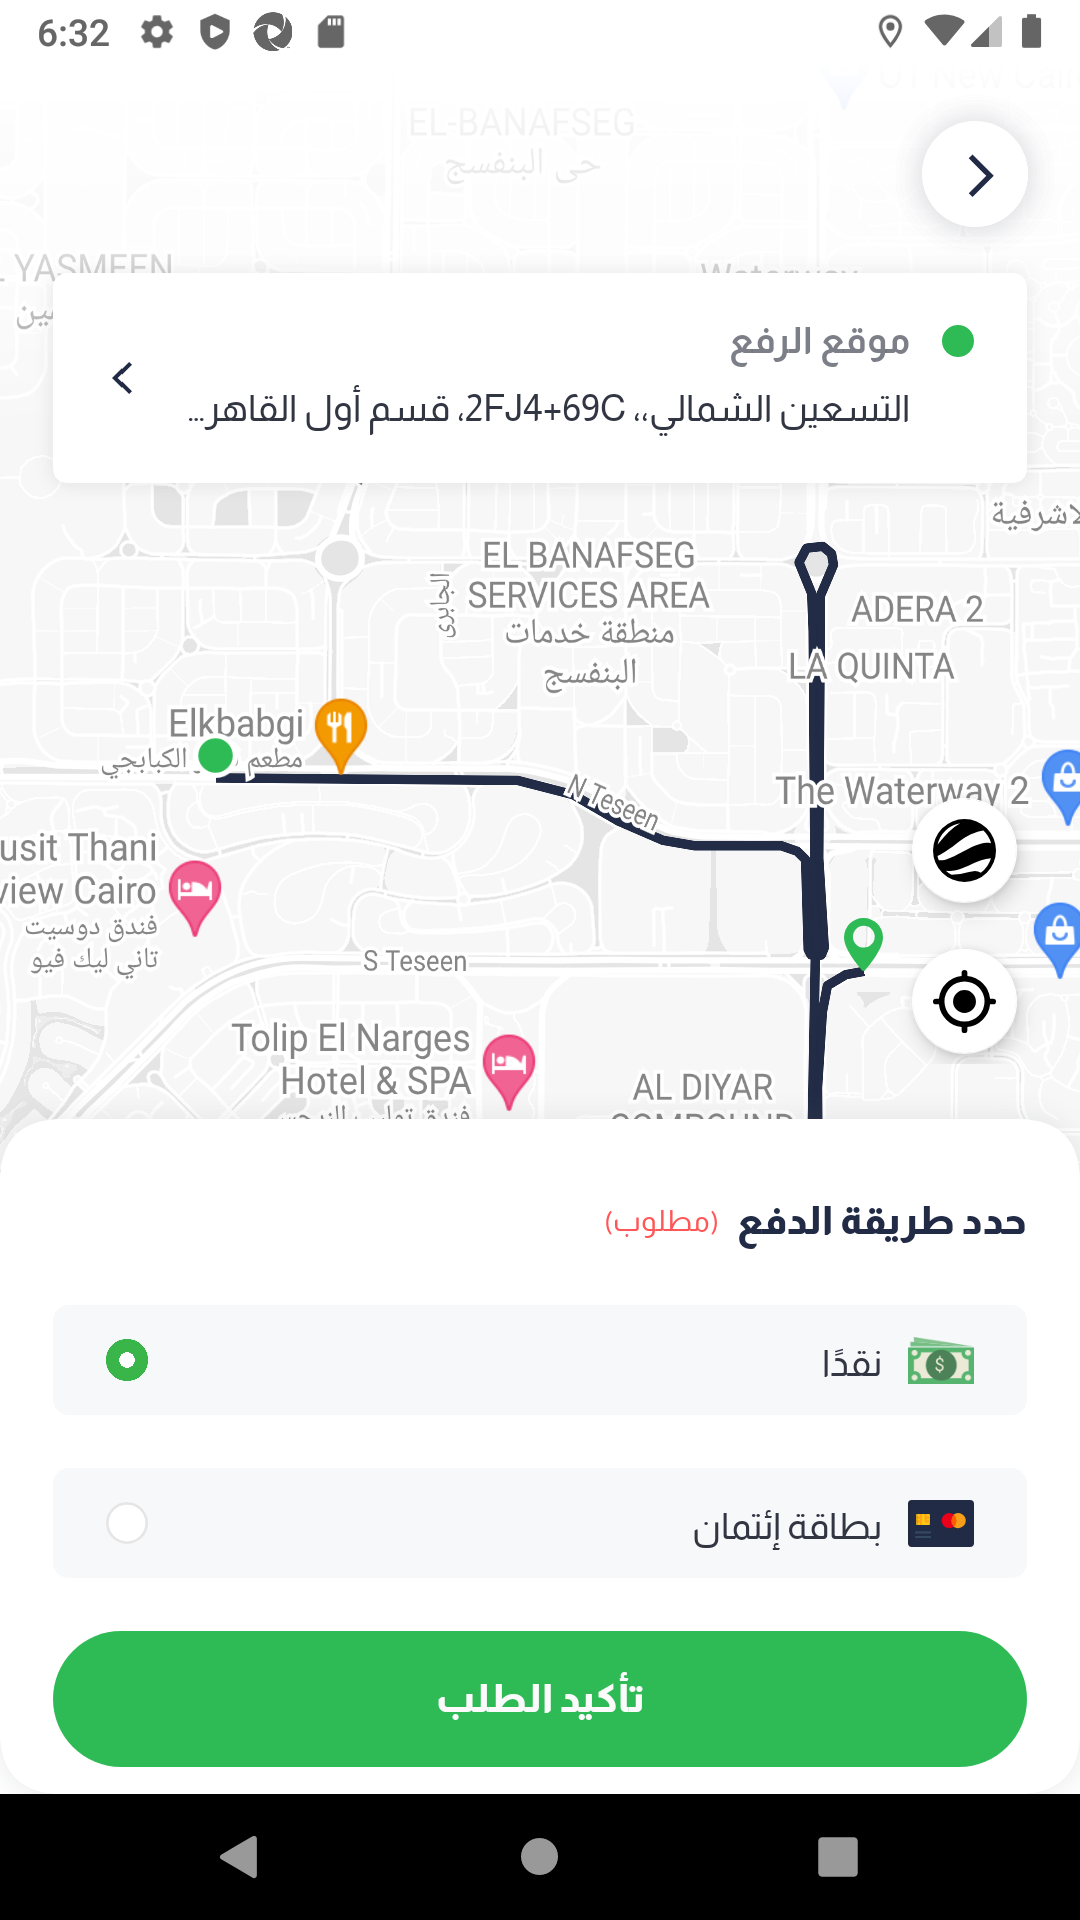 6:32
EL-BANAFSEG
حى البنفسج
YASMEEN
Waterway
موقع الرفع
التسعين الشمالي،، 2FJ4+69C، قسم أول القاهر...
EL BANAFSEG
SERVICES AREA
منطقة خدمات
البنفسج
ADERA 2
LA QUINTA
Elkbabgi
مطعم الكبابجي
N Teseen
The Waterway 2
usit Thani
view Cairo
فندق دوسيت
تاني ليك فيو
S Teseen
Tolip El Narges
Hotel & SPA
AL DIYAR
COMPOUND
حدد طريقة الدفع (مطلوب)
نقدًا
بطاقة إئتمان
تأكيد الطلب